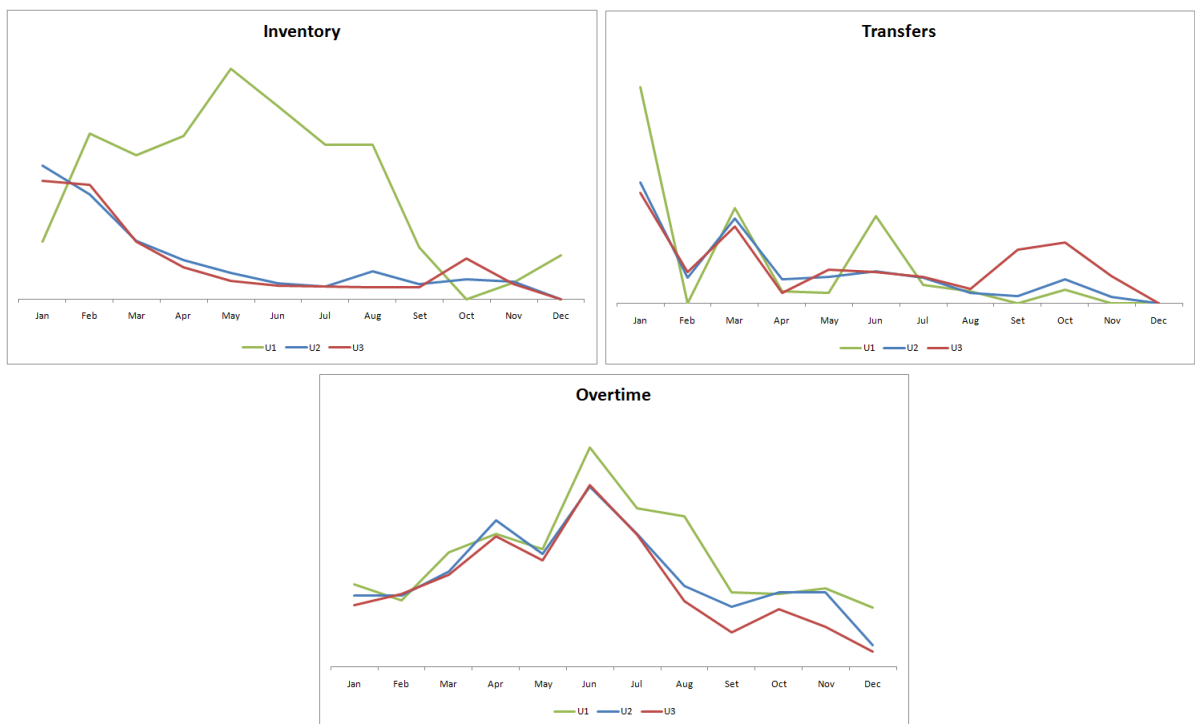 Inventory
Jan Feb Mar Apr May Jun Jul Aug Set Oct Nov Dec
U1 U2 U3
Transfers
Jan Feb Mar Apr May Jun Jul Aug Set Oct Nov Dec
U1 U2 U3
Overtime
Jan Feb Mar Apr May Jun Jul Aug Set Oct Nov Dec
U1 U2 U3